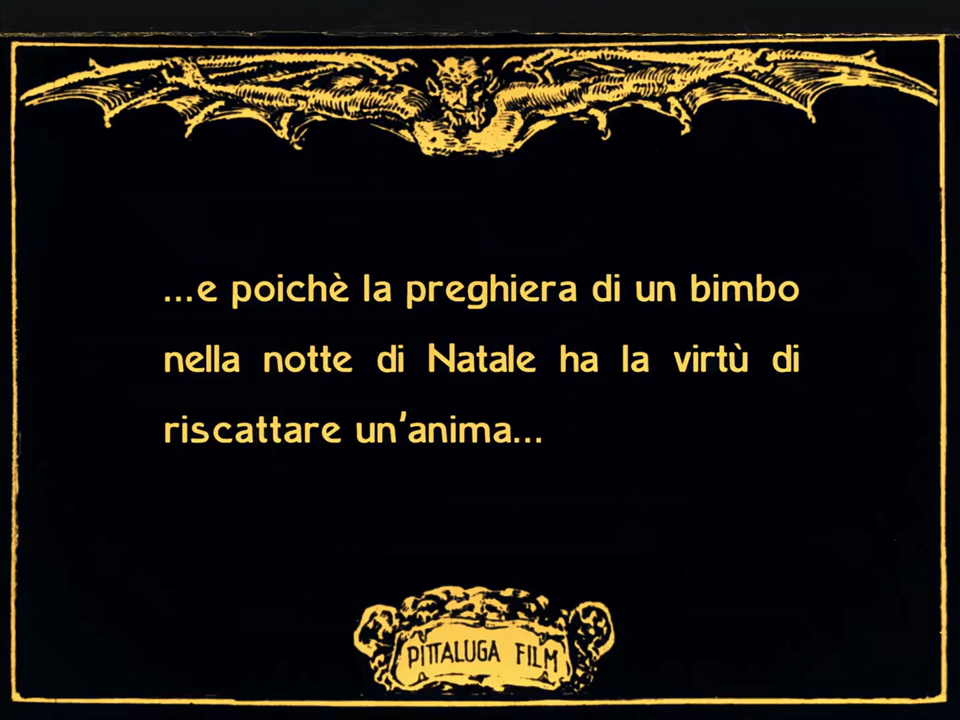 ...e poichè la preghiera di un bimbo
nella notte di Natale ha la virtù di
riscattare un'anima...
PITTALUGA FILM